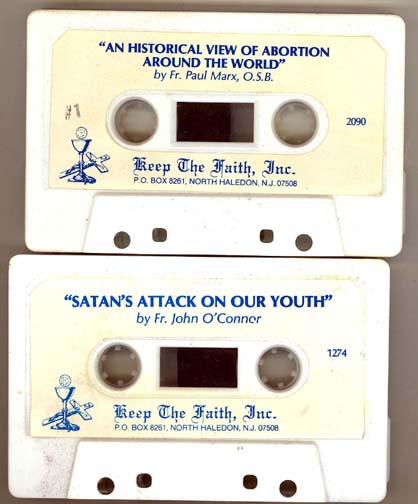 "AN HISTORICAL VIEW OF ABORTION
AROUND THE WORLD"
by Fr. Paul Marx, O.S.B.
#1
2090
Keep The Faith, Inc.
P.O. BOX 8261, NORTH HALEDON, N.J. 07508
"SATAN'S ATTACK ON OUR YOUTH"
by Fr. John O'Conner
1274
Keep The Faith, Inc.
P.O. BOX 8261, NORTH HALEDON, N.J. 07508